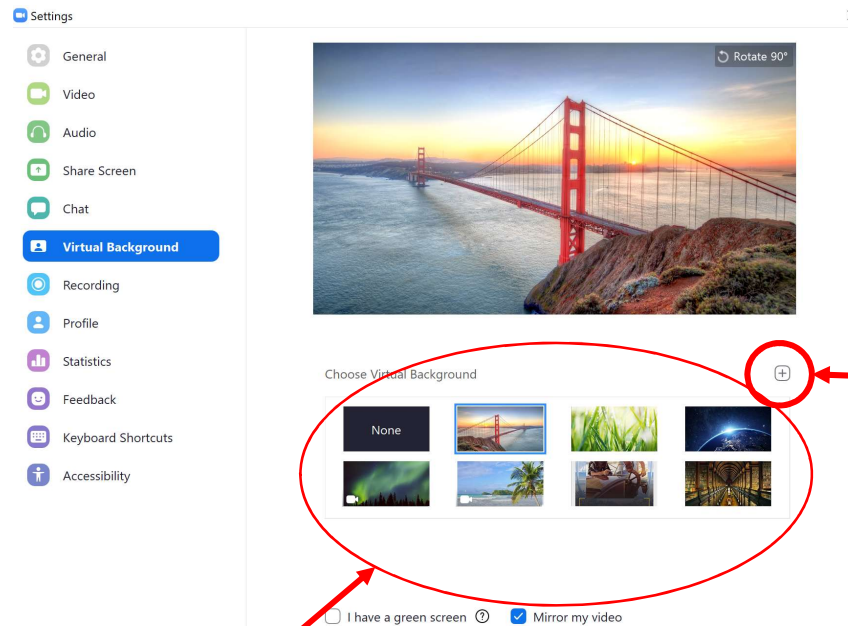 Settings
General
Video
Audio
Share Screen
Chat
Virtual Background
Recording
Profile
Statistics
Feedback
Keyboard Shortcuts
Accessibility
Rotate 90°
Choose Virtual Background
None
I have a green screen ?
Mirror my video